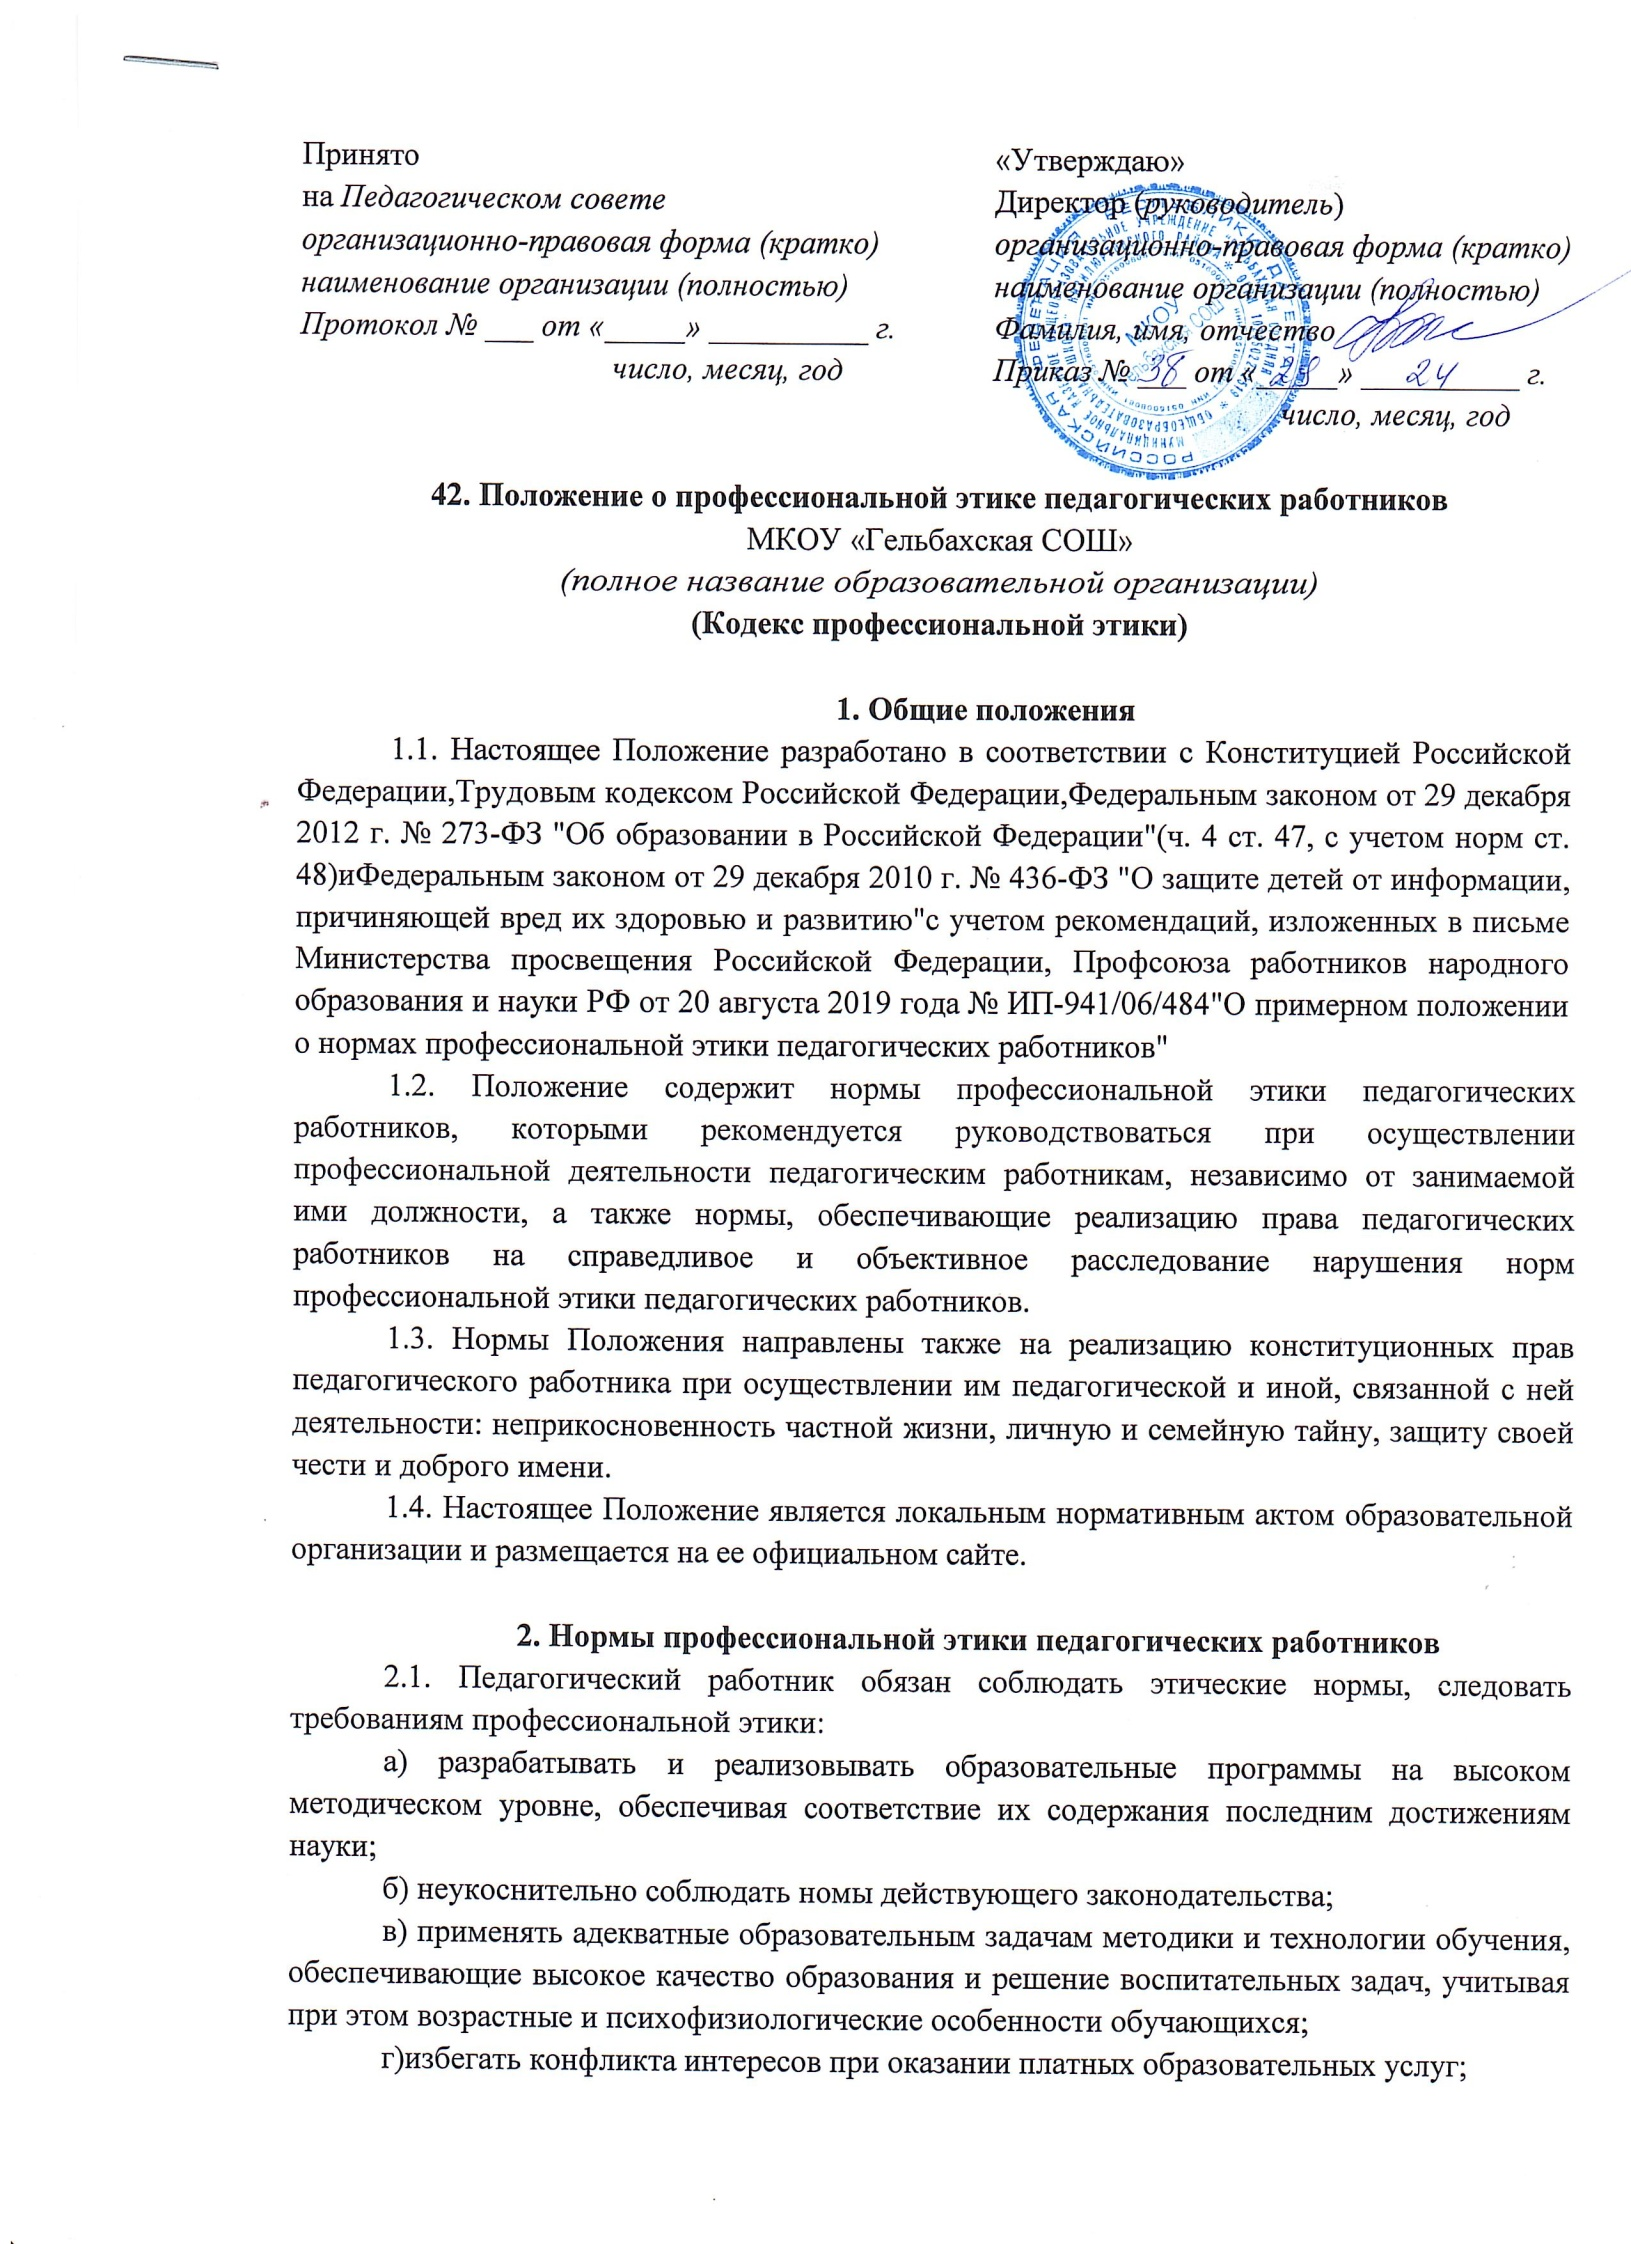 Принято
на Педагогическом совете
организационно-правовая форма (кратко)
наименование организации (полностью)
Протокол № ___ от «_____» __________ г.
число, месяц, год
«Утверждаю»
Директор (руководитель)
организационно-правовая форма (кратко)
наименование организации (полностью)
Фамилия, имя, отчество
Приказ № 38 от «29» 24 г.
число, месяц, год
МКОУ
Гельбахская СОШ
42. Положение о профессиональной этике педагогических работников
МКОУ «Гельбахская СОШ»
(полное название образовательной организации)
(Кодекс профессиональной этики)
1. Общие положения
1.1. Настоящее Положение разработано в соответствии с Конституцией Российской
Федерации,Трудовым кодексом Российской Федерации,Федеральным законом от 29 декабря
2012 г. № 273-ФЗ "Об образовании в Российской Федерации"(ч. 4 ст. 47, с учетом норм ст.
48)иФедеральным законом от 29 декабря 2010 г. № 436-ФЗ "О защите детей от информации,
причиняющей вред их здоровью и развитию"с учетом рекомендаций, изложенных в письме
Министерства просвещения Российской Федерации, Профсоюза работников народного
образования и науки РФ от 20 августа 2019 года № ИП-941/06/484"О примерном положении
о нормах профессиональной этики педагогических работников"
1.2. Положение содержит нормы профессиональной этики педагогических
работников, которыми рекомендуется руководствоваться при осуществлении
профессиональной деятельности педагогическим работникам, независимо от занимаемой
ими должности, а также нормы, обеспечивающие реализацию права педагогических
работников на справедливое и объективное расследование нарушения норм
профессиональной этики педагогических работников.
1.3. Нормы Положения направлены также на реализацию конституционных прав
педагогического работника при осуществлении им педагогической и иной, связанной с ней
деятельности: неприкосновенность частной жизни, личную и семейную тайну, защиту своей
чести и доброго имени.
1.4. Настоящее Положение является локальным нормативным актом образовательной
организации и размещается на ее официальном сайте.
2. Нормы профессиональной этики педагогических работников
2.1. Педагогический работник обязан соблюдать этические нормы, следовать
требованиям профессиональной этики:
а) разрабатывать и реализовывать образовательные программы на высоком
методическом уровне, обеспечивая соответствие их содержания последним достижениям
науки;
б) неукоснительно соблюдать номы действующего законодательства;
в) применять адекватные образовательным задачам методики и технологии обучения,
обеспечивающие высокое качество образования и решение воспитательных задач, учитывая
при этом возрастные и психофизиологические особенности обучающихся;
г)избегать конфликта интересов при оказании платных образовательных услуг;